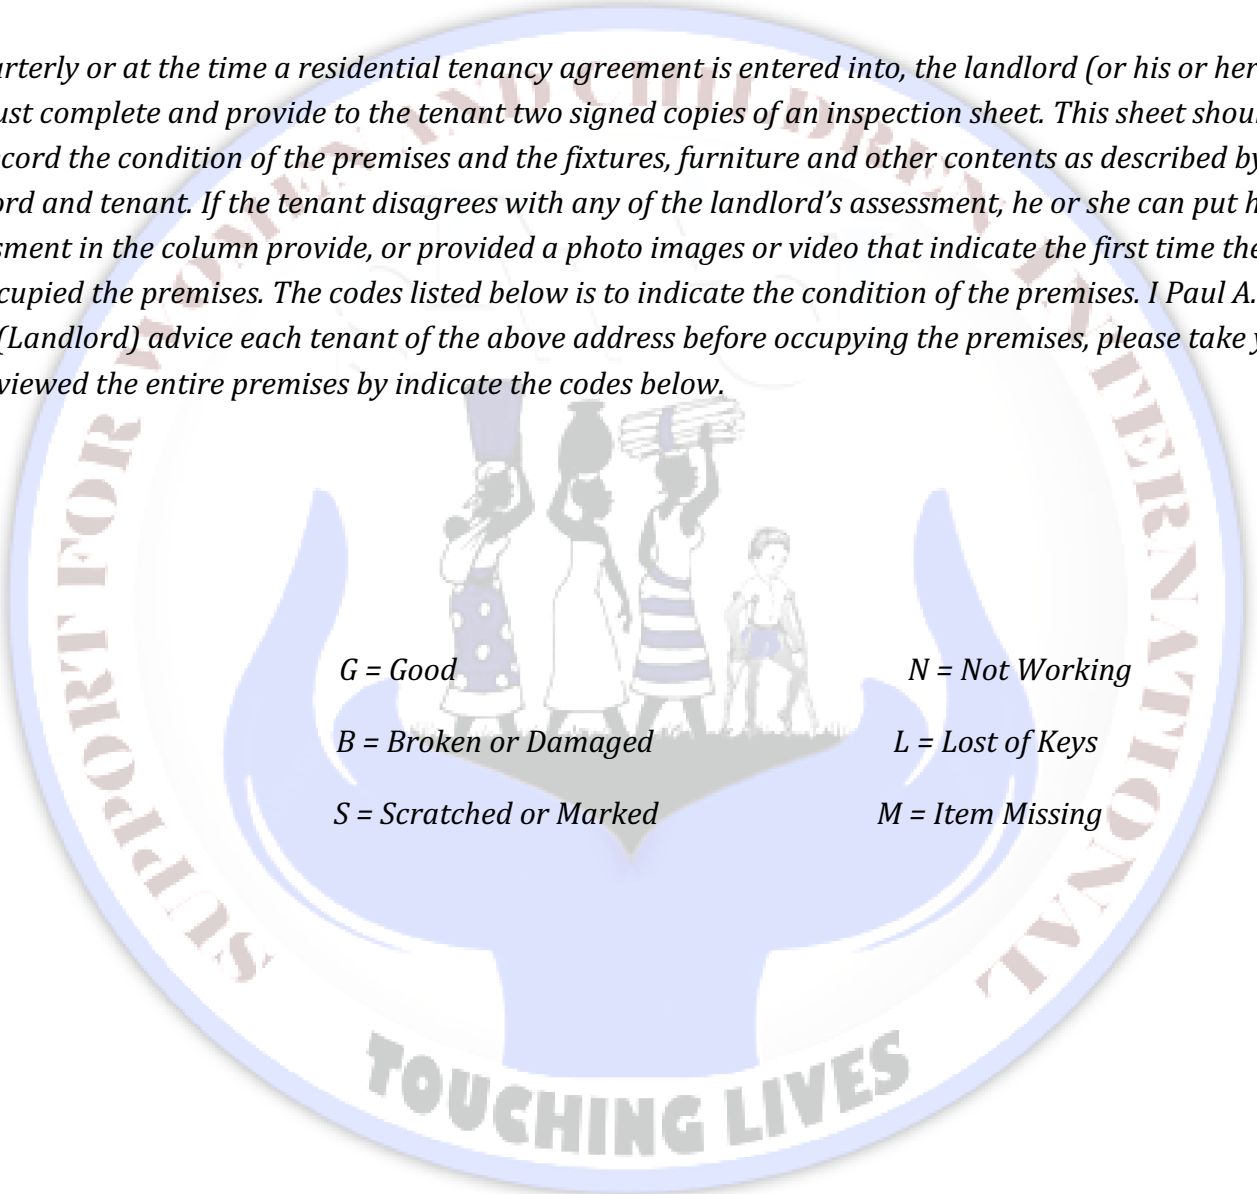 arterly or at the time a residential tenancy agreement is entered into, the landlord (or his or her
ust complete and provide to the tenant two signed copies of an inspection sheet. This sheet shoul
cord the condition of the premises and the fixtures, furniture and other contents as described by
ord and tenant. If the tenant disagrees with any of the landlord’s assessment, he or she can put h
sment in the column provide, or provided a photo images or video that indicate the first time the
cupied the premises. The codes listed below is to indicate the condition of the premises. I Paul A.
(Landlord) advice each tenant of the above address before occupying the premises, please take y
viewed the entire premises by indicate the codes below.
G = Good N = Not Working
B = Broken or Damaged L = Lost of Keys
S = Scratched or Marked M = Item Missing
SUPPORT FOR WOMEN AND CHILDREN INTERNATIONAL
TOUCHING LIVES